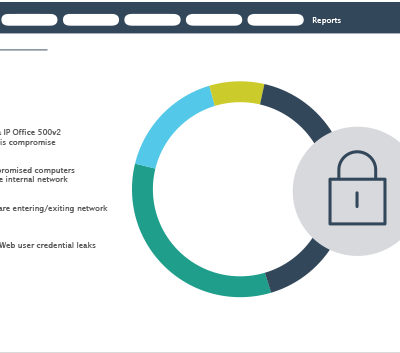 Reports
IP Office 500v2
is compromise
promised computers
internal network
are entering/exiting network
Web user credential leaks